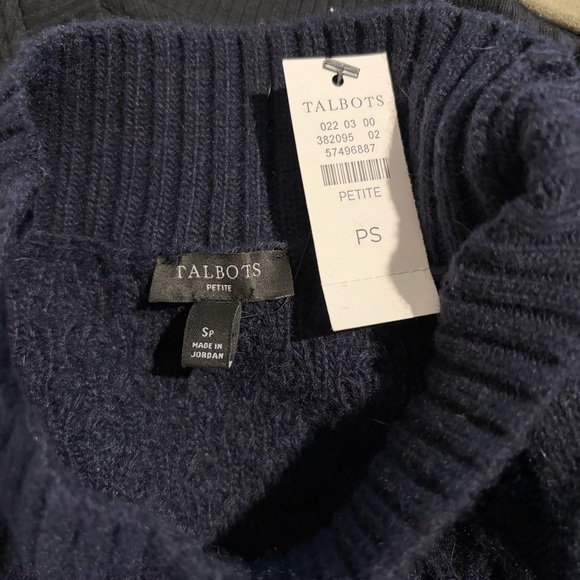 TALBOTS
022 03 00
382095 02
57496887
PETITE
PS
TALBOTS
PETITE
SP
MADE IN
JORDAN